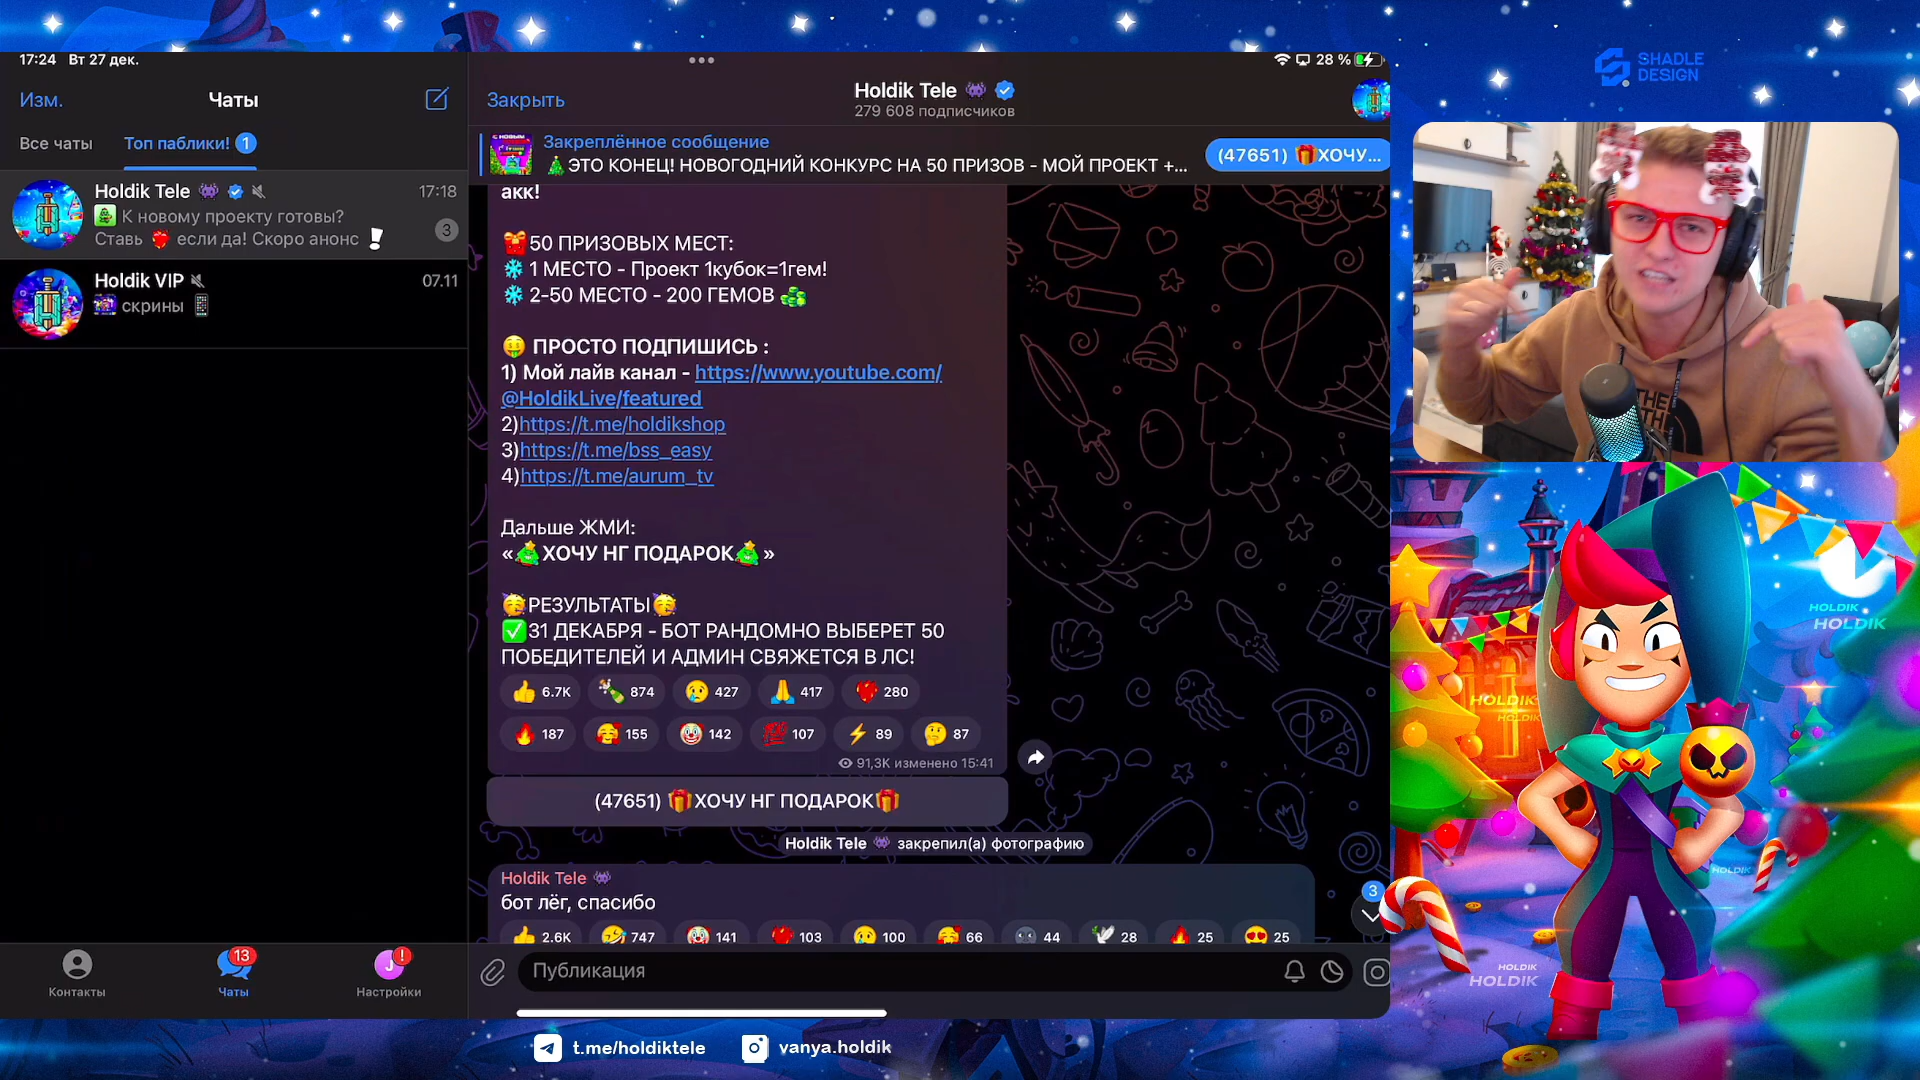 17:24 Вт 27 дек.
28 %
SHADLE
DESIGN
Изм.
Чаты
Все чаты
Топ паблики! 1
Holdik Tele
17:18
К новому проекту готовы?
Ставь если да! Скоро анонс
3
Holdik VIP
07.11
скрины
Закрыть
Holdik Tele
279 608 подписчиков
Закреплённое сообщение
ЭТО КОНЕЦ! НОВОГОДНИЙ КОНКУРС НА 50 ПРИЗОВ - МОЙ ПРОЕКТ +...
(47651) 🎁ХОЧУ...
акк!
🎁50 ПРИЗОВЫХ МЕСТ:
❄️ 1 МЕСТО - Проект 1кубок=1гем!
❄️ 2-50 МЕСТО - 200 ГЕМОВ
🤑 ПРОСТО ПОДПИШИСЬ :
1) Мой лайв канал - https://www.youtube.com/
@HoldikLive/featured
2)https://t.me/holdikshop
3)https://t.me/bss_easy
4)https://t.me/aurum_tv
Дальше ЖМИ:
«🎄ХОЧУ НГ ПОДАРОК🎄»
🥳РЕЗУЛЬТАТЫ🥳
✅31 ДЕКАБРЯ - БОТ РАНДОМНО ВЫБЕРЕТ 50
ПОБЕДИТЕЛЕЙ И АДМИН СВЯЖЕТСЯ В ЛС!
6.7K 874 427 417 280
187 155 142 107 89 87
91,3K изменено 15:41
(47651) 🎁ХОЧУ НГ ПОДАРОК🎁
Holdik Tele закрепил(а) фотографию
Holdik Tele
бот лёг, спасибо
2.6K 747 141 103 100 66 44 28 25 25
3
Публикация
13
J
!
Контакты
Чаты
Настройки
t.me/holdiktele
vanya.holdik
THE
HOLDIK
HOLDIK
HOLDIK
HOLDIK
HOLDIK
HOLDIK
HOLDIK